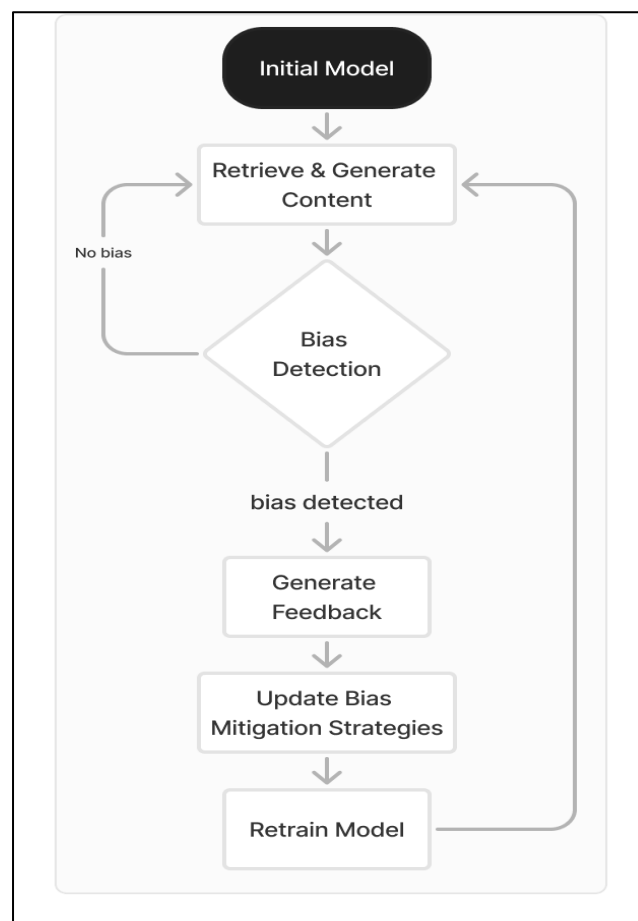 Initial Model
Retrieve & Generate
Content
No bias
Bias
Detection
bias detected
Generate
Feedback
Update Bias
Mitigation Strategies
Retrain Model